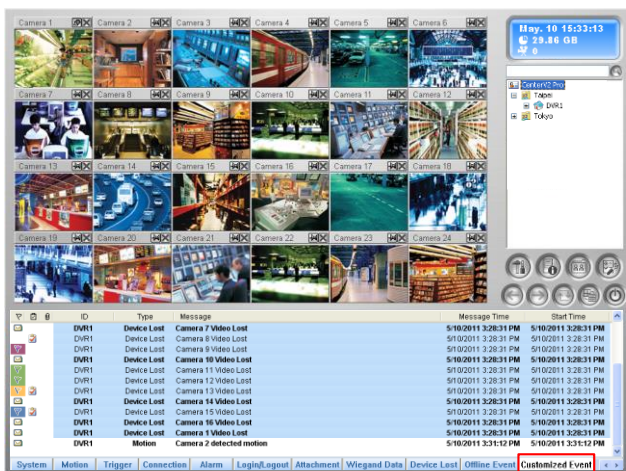 Camera 1 Camera 2 Camera 3 Camera 4 Camera 5 Camera 6
May. 10 15:33:13
29.86 GB
0
CenterV2 Pro
Taipei
DVR1
Tokyo
Camera 7 Camera 8 Camera 9 Camera 10 Camera 11 Camera 12
Camera 13 Camera 14 Camera 15 Camera 16 Camera 17 Camera 18
Camera 19 Camera 20 Camera 21 Camera 22 Camera 23 Camera 24
ID Type Message Message Time Start Time
DVR1 Device Lost Camera 7 Video Lost 5/10/2011 3:28:31 PM 5/10/2011 3:28:31 PM
DVR1 Device Lost Camera 8 Video Lost 5/10/2011 3:28:31 PM 5/10/2011 3:28:31 PM
DVR1 Device Lost Camera 9 Video Lost 5/10/2011 3:28:31 PM 5/10/2011 3:28:31 PM
DVR1 Device Lost Camera 10 Video Lost 5/10/2011 3:28:31 PM 5/10/2011 3:28:31 PM
DVR1 Device Lost Camera 11 Video Lost 5/10/2011 3:28:31 PM 5/10/2011 3:28:31 PM
DVR1 Device Lost Camera 12 Video Lost 5/10/2011 3:28:31 PM 5/10/2011 3:28:31 PM
DVR1 Device Lost Camera 13 Video Lost 5/10/2011 3:28:31 PM 5/10/2011 3:28:31 PM
DVR1 Device Lost Camera 14 Video Lost 5/10/2011 3:28:31 PM 5/10/2011 3:28:31 PM
DVR1 Device Lost Camera 15 Video Lost 5/10/2011 3:28:31 PM 5/10/2011 3:28:31 PM
DVR1 Device Lost Camera 16 Video Lost 5/10/2011 3:28:31 PM 5/10/2011 3:28:31 PM
DVR1 Device Lost Camera 1 Video Lost 5/10/2011 3:28:31 PM 5/10/2011 3:28:31 PM
DVR1 Motion Camera 2 detected motion 5/10/2011 3:31:12 PM 5/10/2011 3:31:12 PM
System Motion Trigger Connection Alarm Login/Logout Attachment Wiegand Data Device Lost Offline Event Customized Event